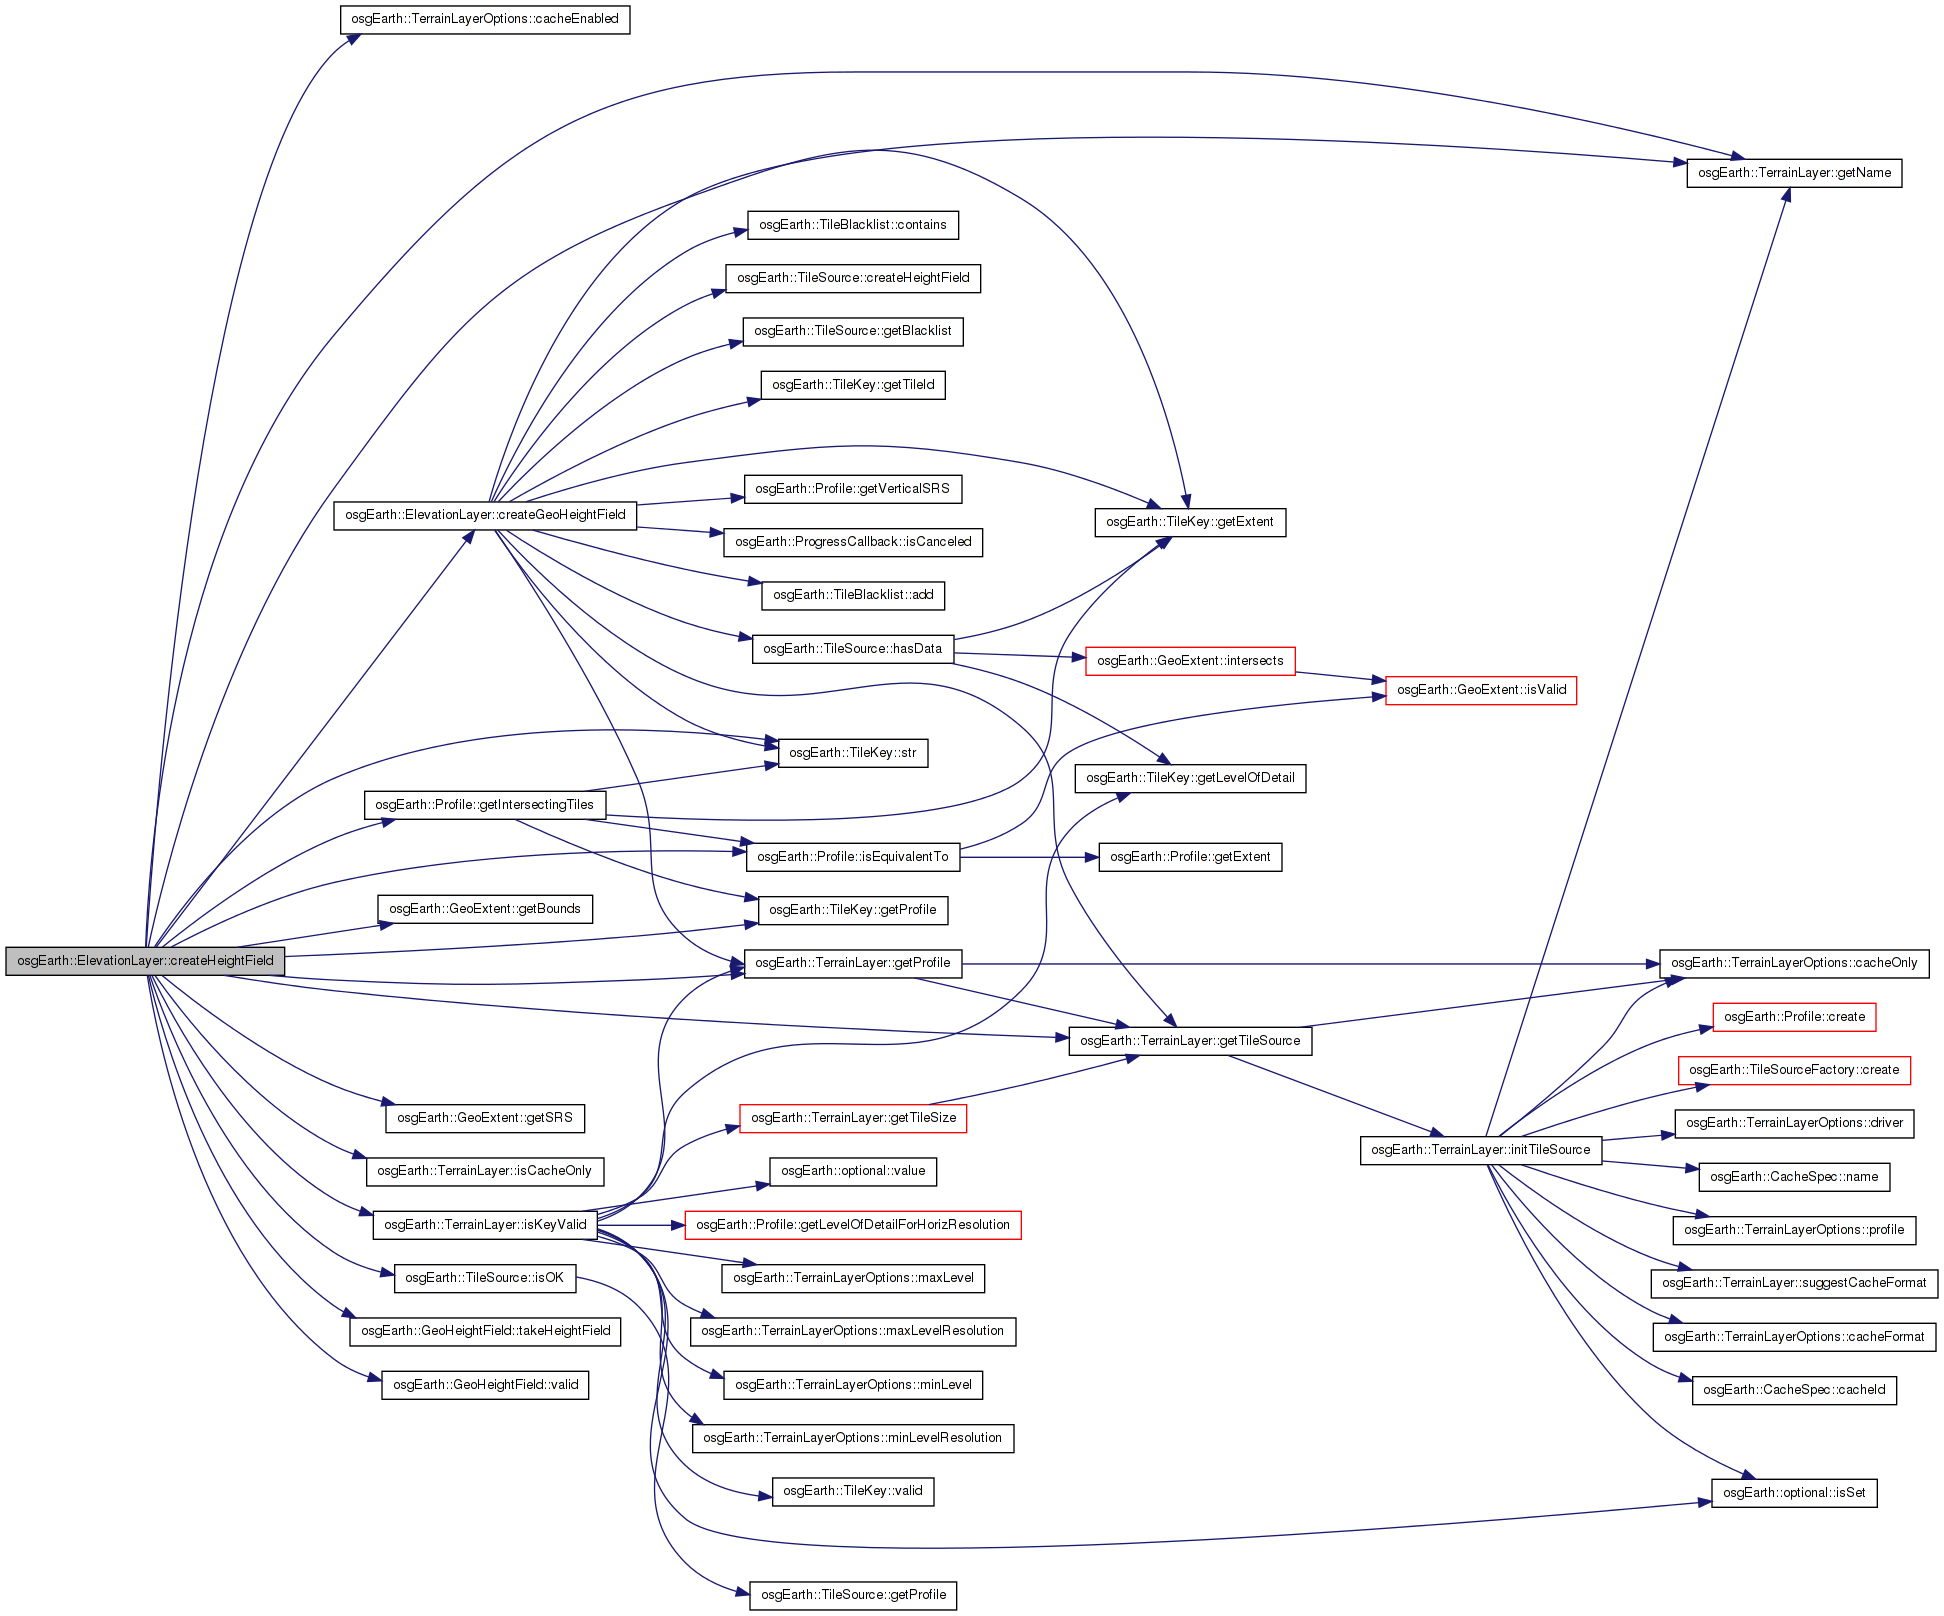 osgEarth::TerrainLayerOptions::cacheEnabled
osgEarth::TerrainLayer::getName
osgEarth::TileBlacklist::contains
osgEarth::TileSource::createHeightField
osgEarth::TileSource::getBlacklist
osgEarth::TileKey::getTileId
osgEarth::Profile::getVerticalSRS
osgEarth::ElevationLayer::createGeoHeightField
osgEarth::TileKey::getExtent
osgEarth::ProgressCallback::isCanceled
osgEarth::TileBlacklist::add
osgEarth::TileSource::hasData
osgEarth::GeoExtent::intersects
osgEarth::GeoExtent::isValid
osgEarth::TileKey::str
osgEarth::TileKey::getLevelOfDetail
osgEarth::Profile::getIntersectingTiles
osgEarth::Profile::isEquivalentTo
osgEarth::Profile::getExtent
osgEarth::GeoExtent::getBounds
osgEarth::TileKey::getProfile
osgEarth::ElevationLayer::createHeightField
osgEarth::TerrainLayer::getProfile
osgEarth::TerrainLayerOptions::cacheOnly
osgEarth::Profile::create
osgEarth::TerrainLayer::getTileSource
osgEarth::TileSourceFactory::create
osgEarth::GeoExtent::getSRS
osgEarth::TerrainLayer::getTileSize
osgEarth::TerrainLayerOptions::driver
osgEarth::TerrainLayer::initTileSource
osgEarth::TerrainLayer::isCacheOnly
osgEarth::optional::value
osgEarth::CacheSpec::name
osgEarth::TerrainLayer::isKeyValid
osgEarth::Profile::getLevelOfDetailForHorizResolution
osgEarth::TerrainLayerOptions::profile
osgEarth::TileSource::isOK
osgEarth::TerrainLayerOptions::maxLevel
osgEarth::TerrainLayer::suggestCacheFormat
osgEarth::GeoHeightField::takeHeightField
osgEarth::TerrainLayerOptions::maxLevelResolution
osgEarth::TerrainLayerOptions::cacheFormat
osgEarth::GeoHeightField::valid
osgEarth::TerrainLayerOptions::minLevel
osgEarth::CacheSpec::cacheId
osgEarth::TerrainLayerOptions::minLevelResolution
osgEarth::TileKey::valid
osgEarth::optional::isSet
osgEarth::TileSource::getProfile